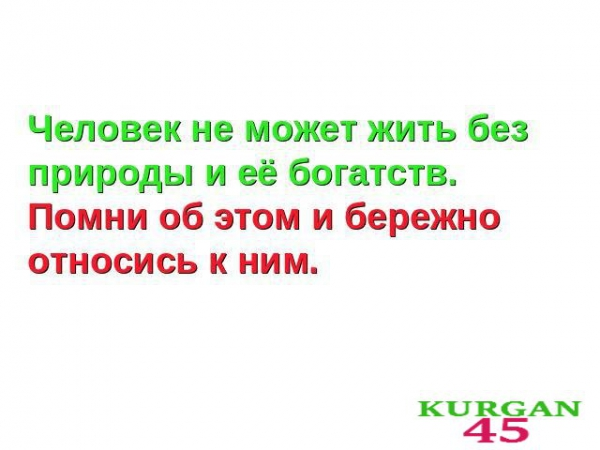 Человек не может жить без
природы и её богатств.
Помни об этом и бережно
относись к ним.
KURGAN
45